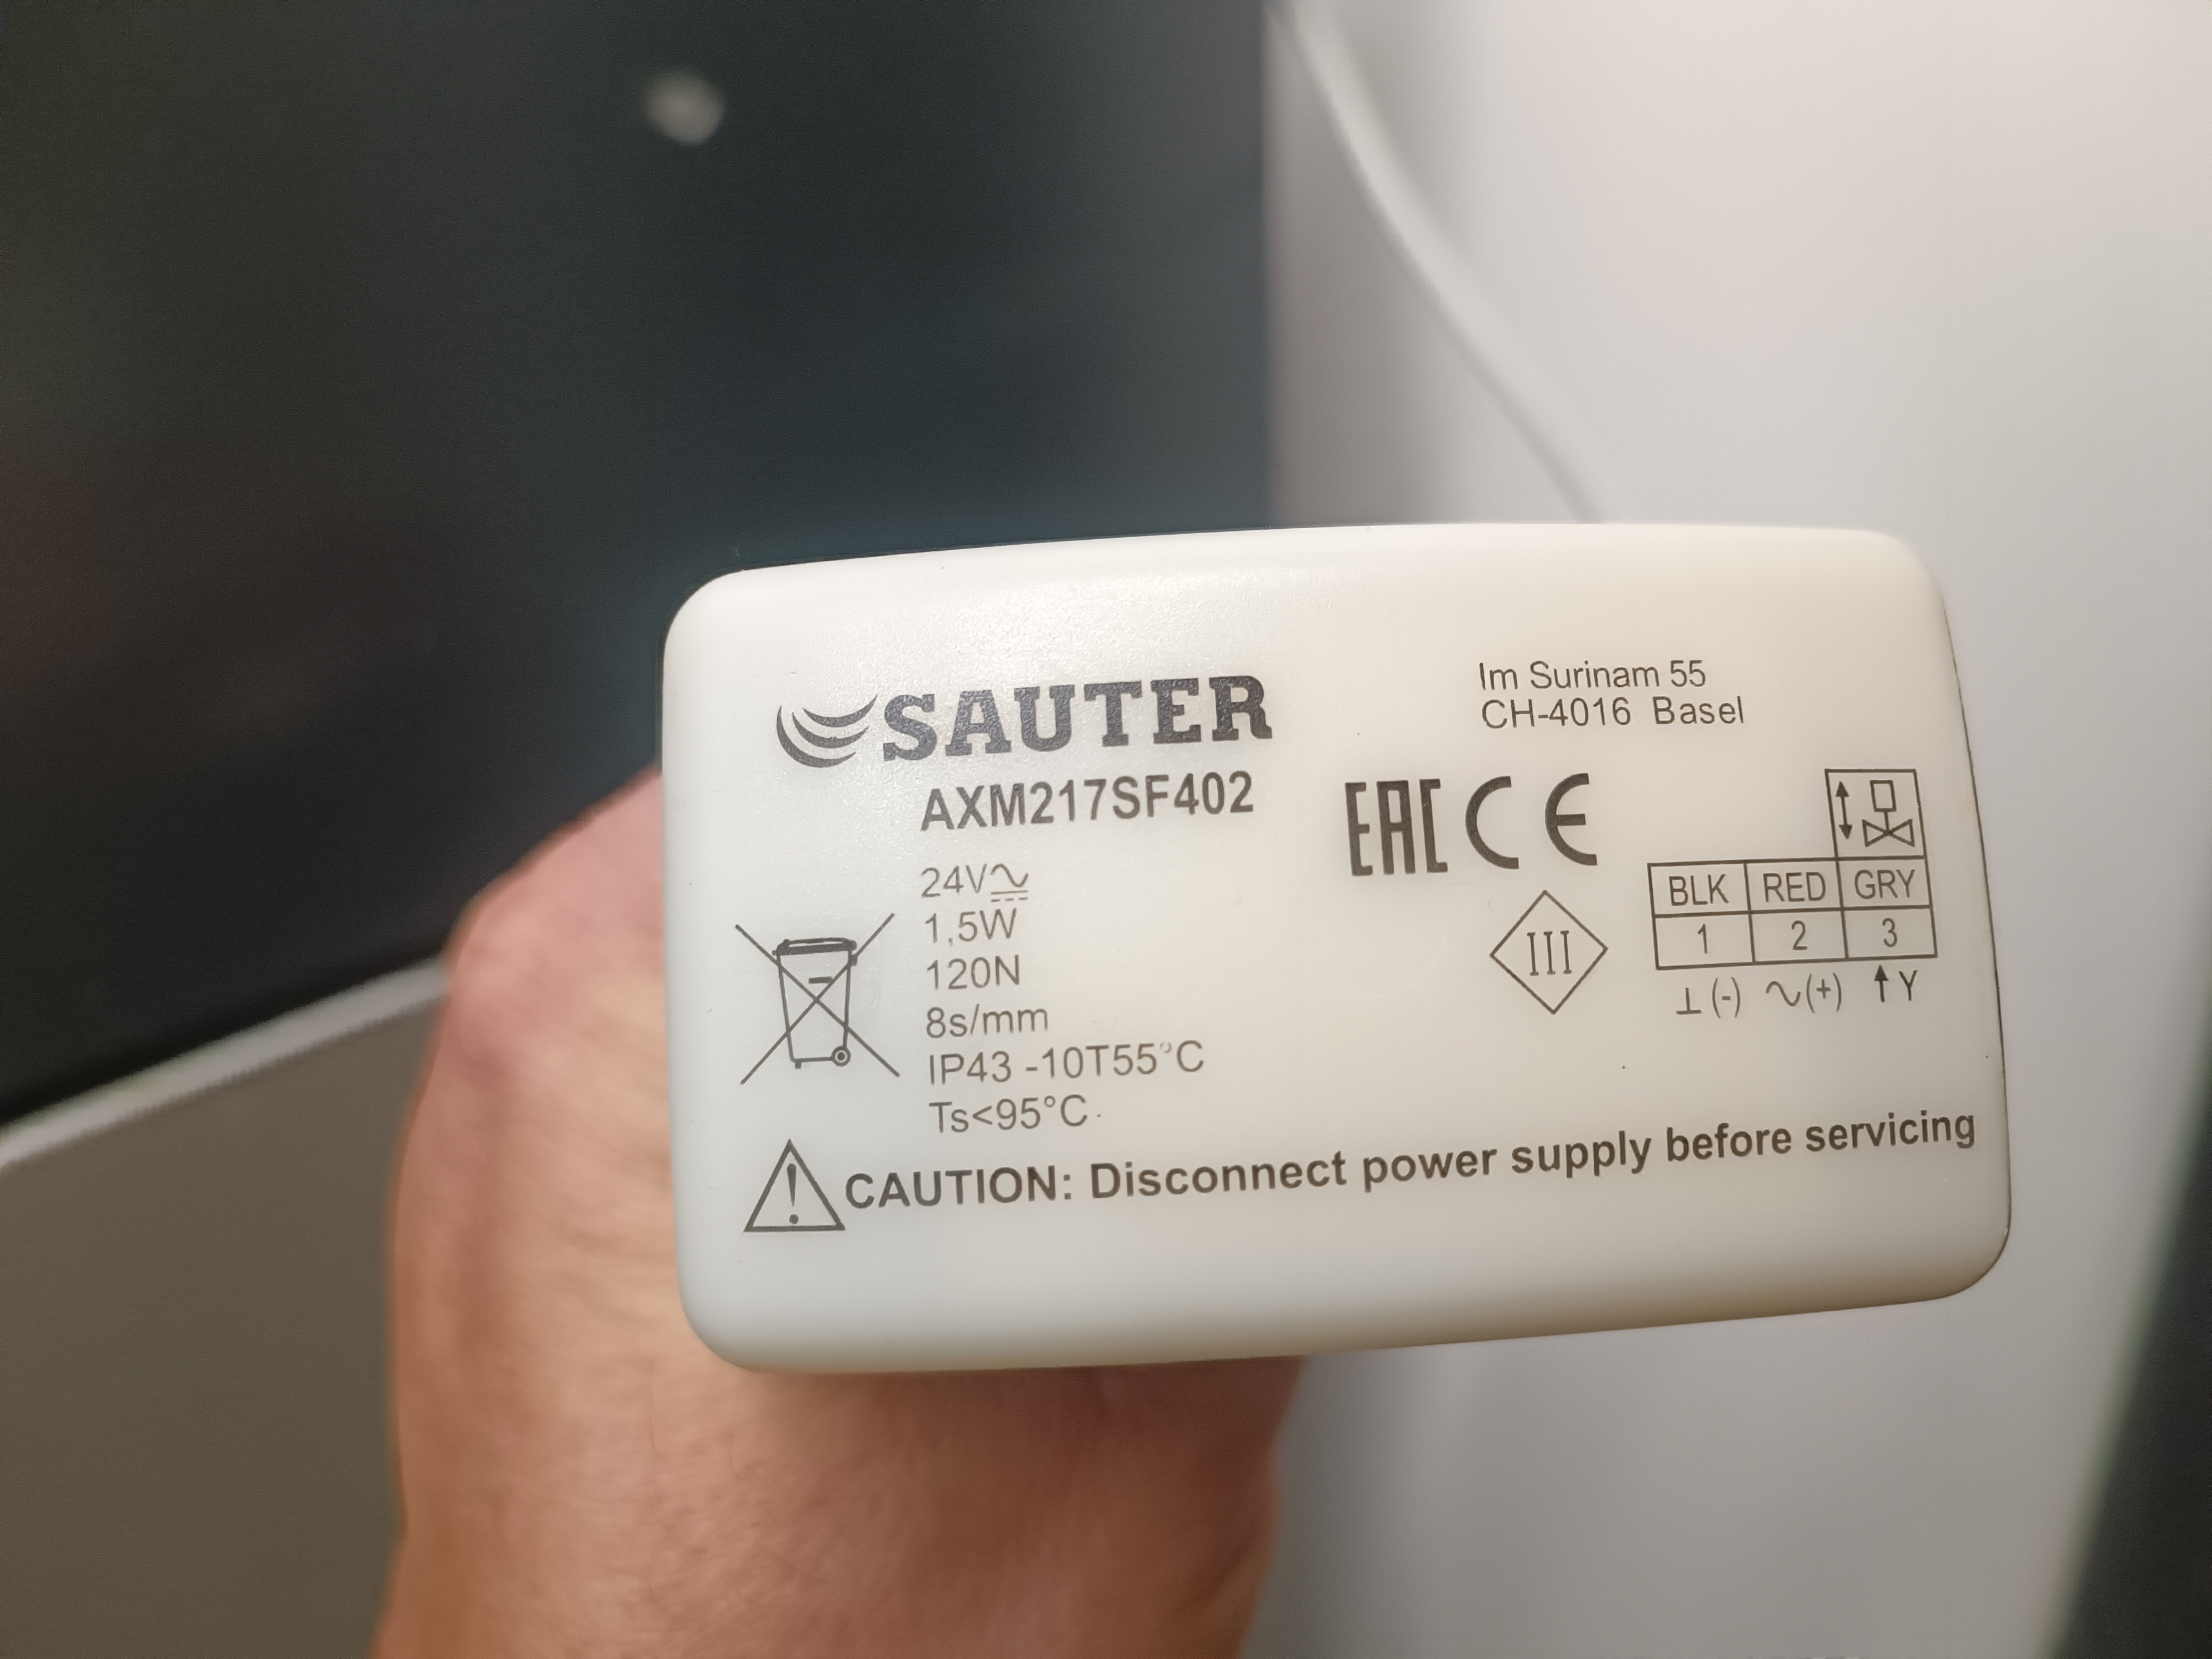 SAUTER
AXM217SF402
Im Surinam 55
CH-4016 Basel
EAC CE
24V⏦
1,5W
120N
8s/mm
IP43 -10T55°C
Ts<95°C
III
BLK RED GRY
1 2 3
⊥ (-) ∿(+) ↑ Y
CAUTION: Disconnect power supply before servicing